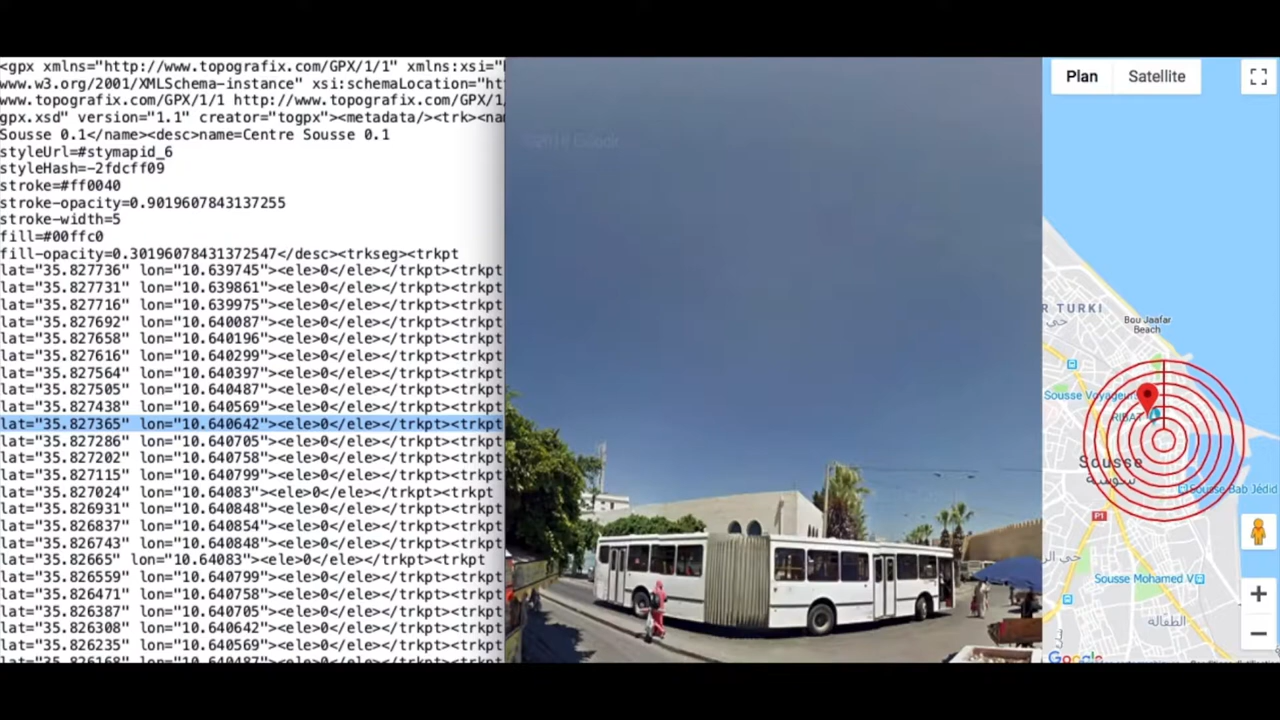 <gpx xmlns="http://www.topografix.com/GPX/1/1" xmlns:xsi="
www.w3.org/2001/XMLSchema-instance" xsi:schemaLocation="ht
www.topografix.com/GPX/1/1 http://www.topografix.com/GPX/1/
gpx.xsd" version="1.1" creator="togpx"><metadata/><trk><na
Sousse 0.1</name><desc>name=Centre Sousse 0.1
styleUrl=#stymapid_6
styleHash=-2fdcff09
stroke=#ff0040
stroke-opacity=0.9019607843137255
stroke-width=5
fill=#00ffc0
fill-opacity=0.30196078431372547</desc><trkseg><trkpt
lat="35.827736" lon="10.639745"><ele>0</ele></trkpt><trkpt
lat="35.827731" lon="10.639861"><ele>0</ele></trkpt><trkpt
lat="35.827716" lon="10.639975"><ele>0</ele></trkpt><trkpt
lat="35.827692" lon="10.640087"><ele>0</ele></trkpt><trkpt
lat="35.827658" lon="10.640196"><ele>0</ele></trkpt><trkpt
lat="35.827616" lon="10.640299"><ele>0</ele></trkpt><trkpt
lat="35.827564" lon="10.640397"><ele>0</ele></trkpt><trkpt
lat="35.827505" lon="10.640487"><ele>0</ele></trkpt><trkpt
lat="35.827438" lon="10.640569"><ele>0</ele></trkpt><trkpt
lat="35.827365" lon="10.640642"><ele>0</ele></trkpt><trkpt
lat="35.827286" lon="10.640705"><ele>0</ele></trkpt><trkpt
lat="35.827202" lon="10.640758"><ele>0</ele></trkpt><trkpt
lat="35.827115" lon="10.640799"><ele>0</ele></trkpt><trkpt
lat="35.827024" lon="10.64083"><ele>0</ele></trkpt><trkpt
lat="35.826931" lon="10.640848"><ele>0</ele></trkpt><trkpt
lat="35.826837" lon="10.640854"><ele>0</ele></trkpt><trkpt
lat="35.826743" lon="10.640848"><ele>0</ele></trkpt><trkpt
lat="35.82665" lon="10.64083"><ele>0</ele></trkpt><trkpt
lat="35.826559" lon="10.640799"><ele>0</ele></trkpt><trkpt
lat="35.826471" lon="10.640758"><ele>0</ele></trkpt><trkpt
lat="35.826387" lon="10.640705"><ele>0</ele></trkpt><trkpt
lat="35.826308" lon="10.640642"><ele>0</ele></trkpt><trkpt
lat="35.826235" lon="10.640569"><ele>0</ele></trkpt><trkpt
lat="35.826168" lon="10.640487"><ele>0</ele></trkpt><trkpt
Plan Satellite
R TURKI
Bou Jaafar
Beach
Sousse Voyageurs
RIBAT
Sousse
سوسة
Sousse Bab Jédid
P1
Sousse Mohamed V
الطفالة
Google